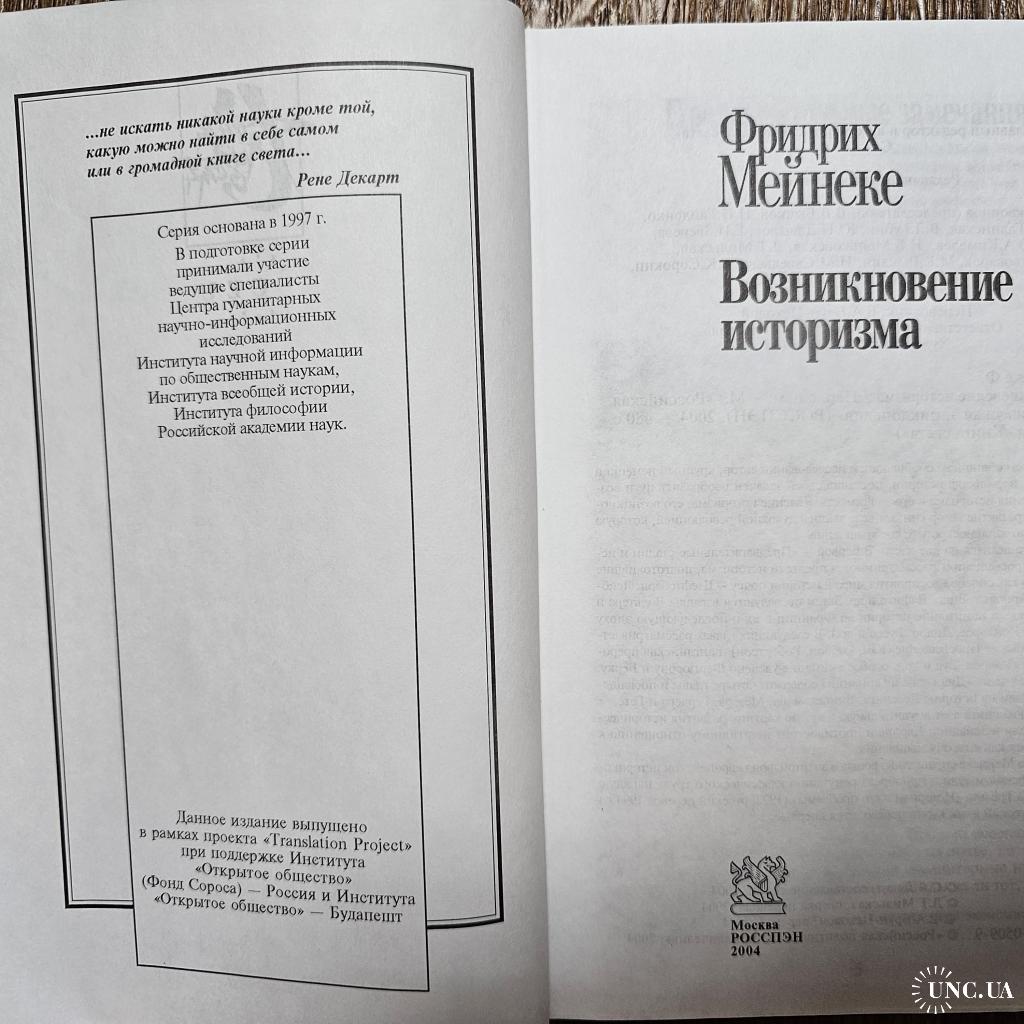 ...не искать никакой науки кроме той,
какую можно найти в себе самом
или в громадной книге света...
Рене Декарт
Серия основана в 1997 г.
В подготовке серии
принимали участие
ведущие специалисты
Центра гуманитарных
научно-информационных
исследований
Института научной информации
по общественным наукам,
Института всеобщей истории,
Института философии
Российской академии наук.
Данное издание выпущено
в рамках проекта «Translation Project»
при поддержке Института
«Открытое общество»
(Фонд Сороса) — Россия и Института
«Открытое общество» — Будапешт
Фридрих
Мейнеке
Возникновение
историзма
Москва
РОССПЭН
2004
UNC.UA